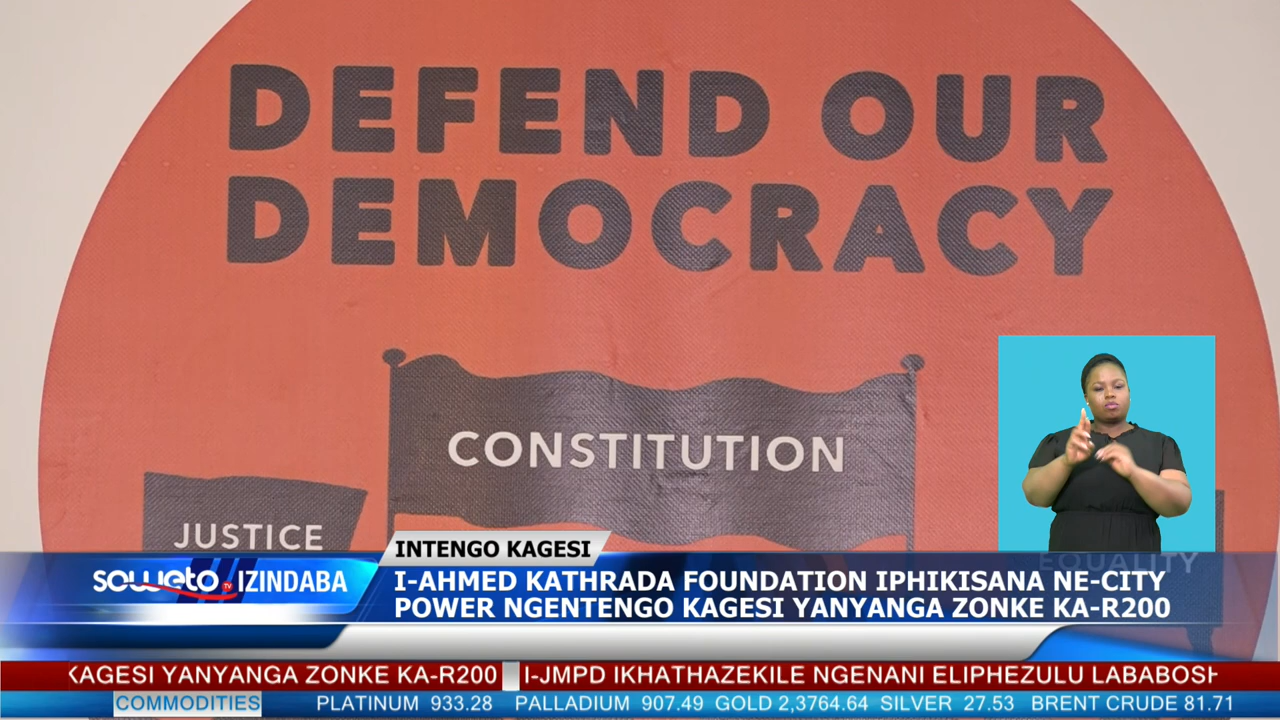 DEFEND OUR
DEMOCRACY
CONSTITUTION
JUSTICE
EQUALITY
INTENGO KAGESI
soweto TV IZINDABA
I-AHMED KATHRADA FOUNDATION IPHIKISANA NE-CITY
POWER NGENTENGO KAGESI YANYANGA ZONKE KA-R200
KAGESI YANYANGA ZONKE KA-R200 I-JMPD IKHATHAZEKILE NGENANI ELIPHEZULU LABABOSH
COMMODITIES PLATINUM 933.28 PALLADIUM 907.49 GOLD 2,3764.64 SILVER 27.53 BRENT CRUDE 81.71